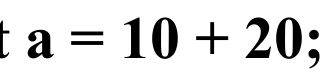 t a = 10 + 20;